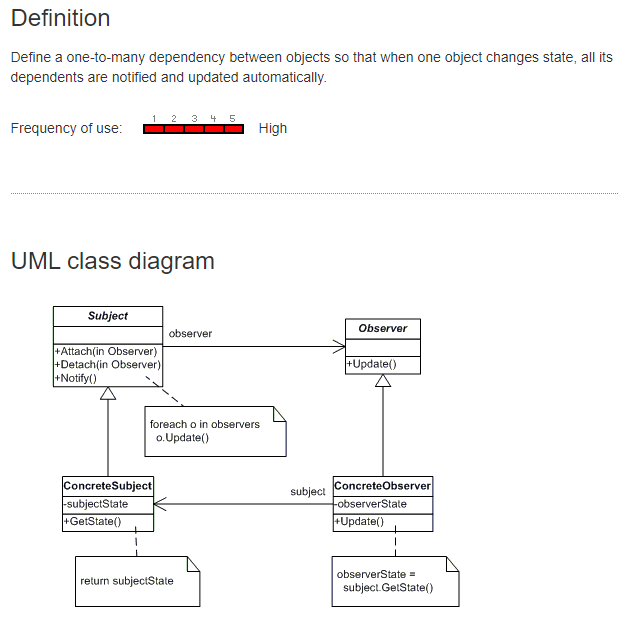 Definition
Define a one-to-many dependency between objects so that when one object changes state, all its
dependents are notified and updated automatically.
1 2 3 4 5
Frequency of use: High
UML class diagram
Subject
+Attach(in Observer)
+Detach(in Observer)
+Notify()
observer
Observer
+Update()
foreach o in observers
o.Update()
ConcreteSubject
-subjectState
+GetState()
subject
ConcreteObserver
-observerState
+Update()
return subjectState
observerState =
subject.GetState()